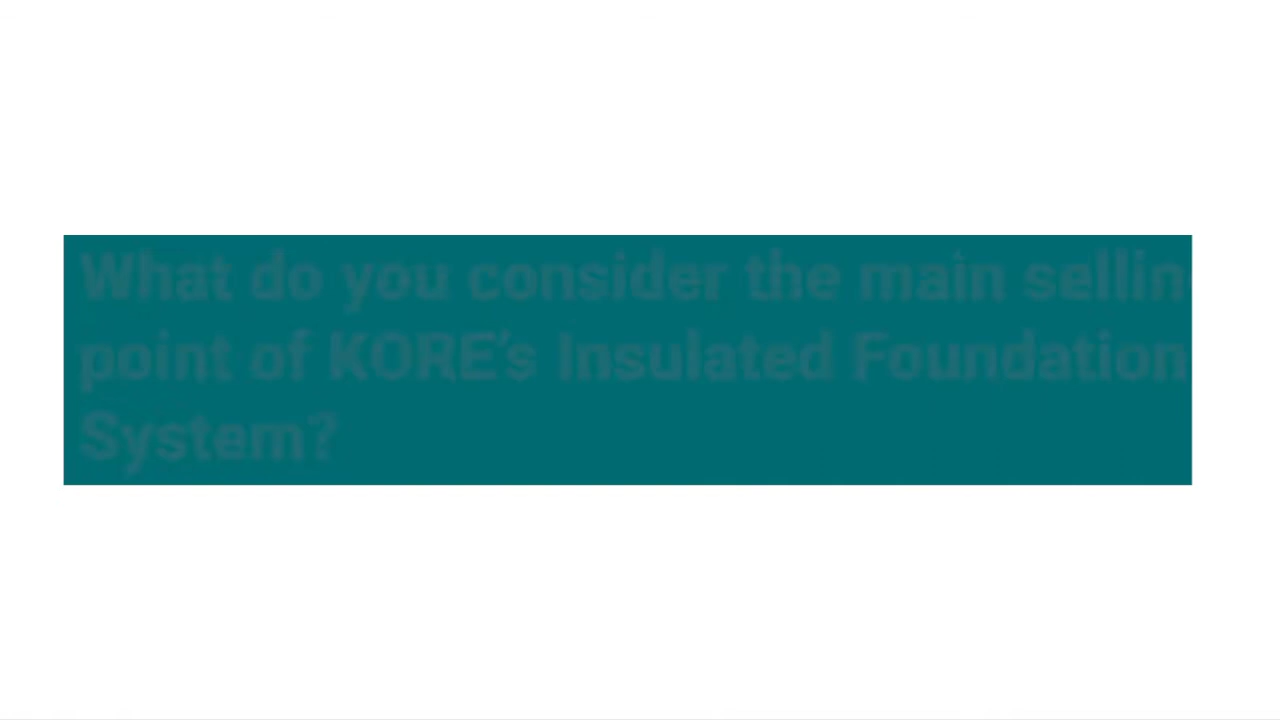 What do you consider the main sellin
point of KORE's Insulated Foundation
System?